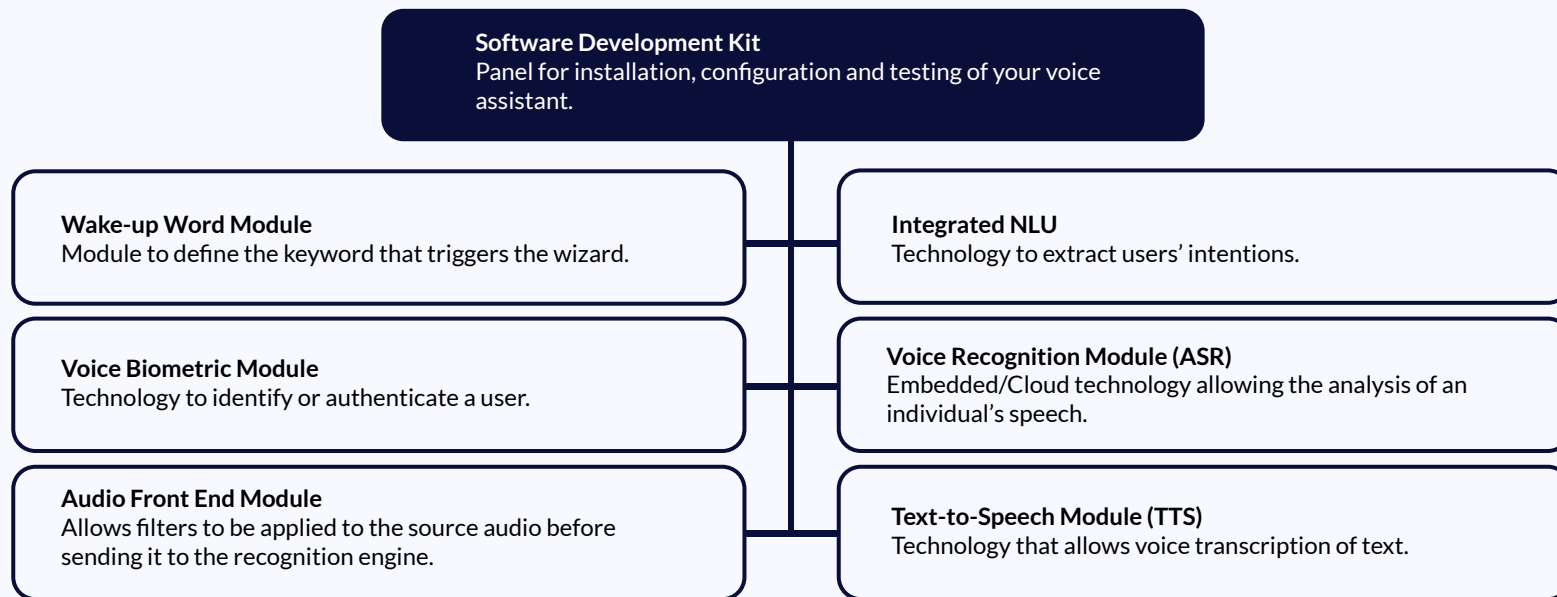 Software Development Kit
Panel for installation, configuration and testing of your voice
assistant.
Wake-up Word Module
Module to define the keyword that triggers the wizard.
Integrated NLU
Technology to extract users’ intentions.
Voice Biometric Module
Technology to identify or authenticate a user.
Voice Recognition Module (ASR)
Embedded/Cloud technology allowing the analysis of an
individual’s speech.
Audio Front End Module
Allows filters to be applied to the source audio before
sending it to the recognition engine.
Text-to-Speech Module (TTS)
Technology that allows voice transcription of text.